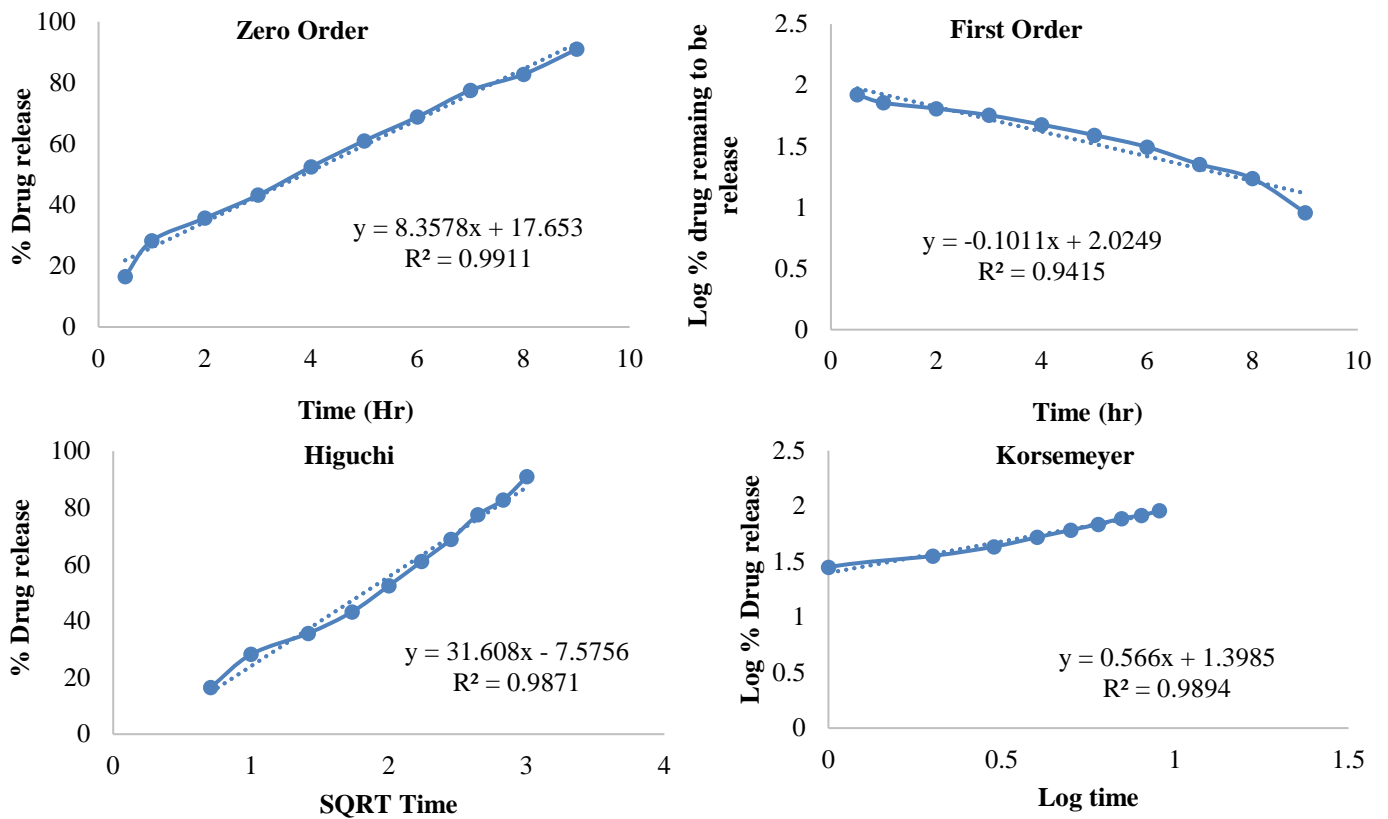 Zero Order
% Drug release
100
80
60
40
20
0
y = 8.3578x + 17.653
R² = 0.9911
0 2 4 6 8 10
Time (Hr)
First Order
Log % drug remaining to be
release
2.5
2
1.5
1
0.5
0
y = -0.1011x + 2.0249
R² = 0.9415
0 2 4 6 8 10
Time (hr)
Higuchi
% Drug release
100
80
60
40
20
0
y = 31.608x - 7.5756
R² = 0.9871
0 1 2 3 4
SQRT Time
Korsemeyer
Log % Drug release
2.5
2
1.5
1
0.5
0
y = 0.566x + 1.3985
R² = 0.9894
0 0.5 1 1.5
Log time